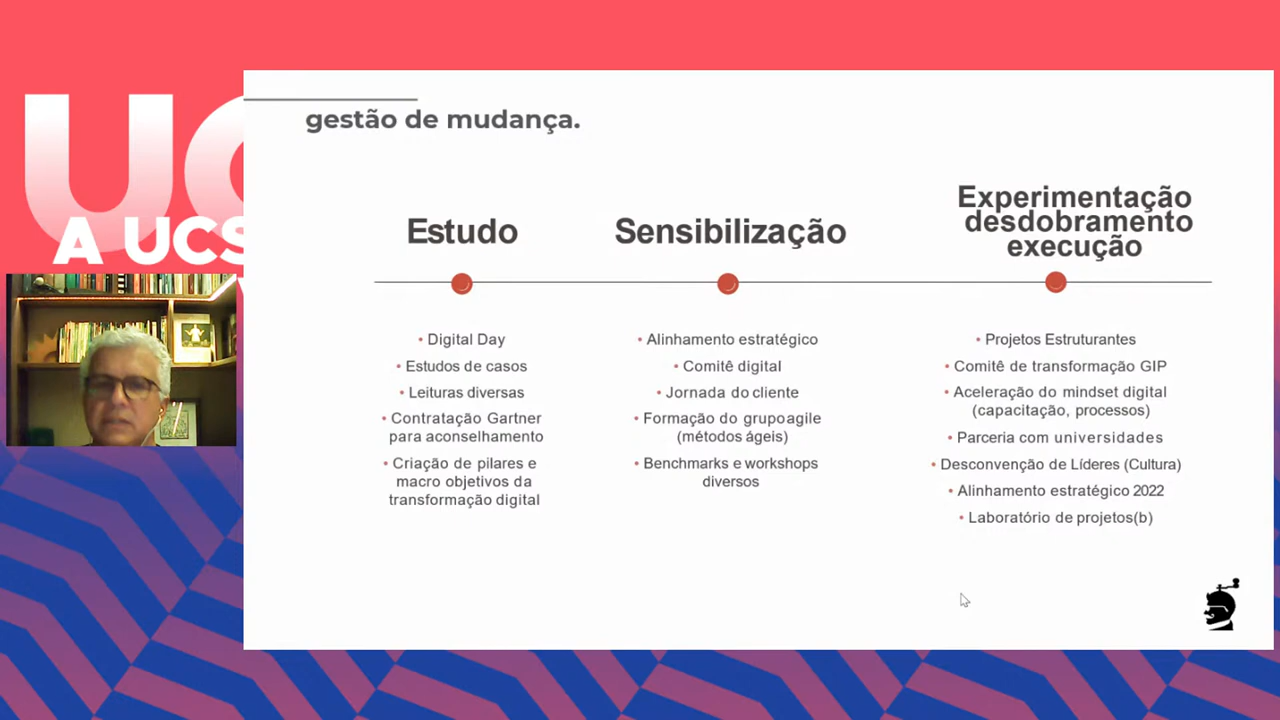 UC
A UCS
gestão de mudança.
Estudo
• Digital Day
• Estudos de casos
• Leituras diversas
• Contratação Gartner
para aconselhamento
• Criação de pilares e
macro objetivos da
transformação digital
Sensibilização
• Alinhamento estratégico
• Comitê digital
• Jornada do cliente
• Formação do grupoagile
(métodos ágeis)
• Benchmarks e workshops
diversos
Experimentação
desdobramento
execução
• Projetos Estruturantes
• Comitê de transformação GIP
• Aceleração do mindset digital
(capacitação, processos)
• Parceria com universidades
• Desconvenção de Líderes (Cultura)
• Alinhamento estratégico 2022
• Laboratório de projetos(b)